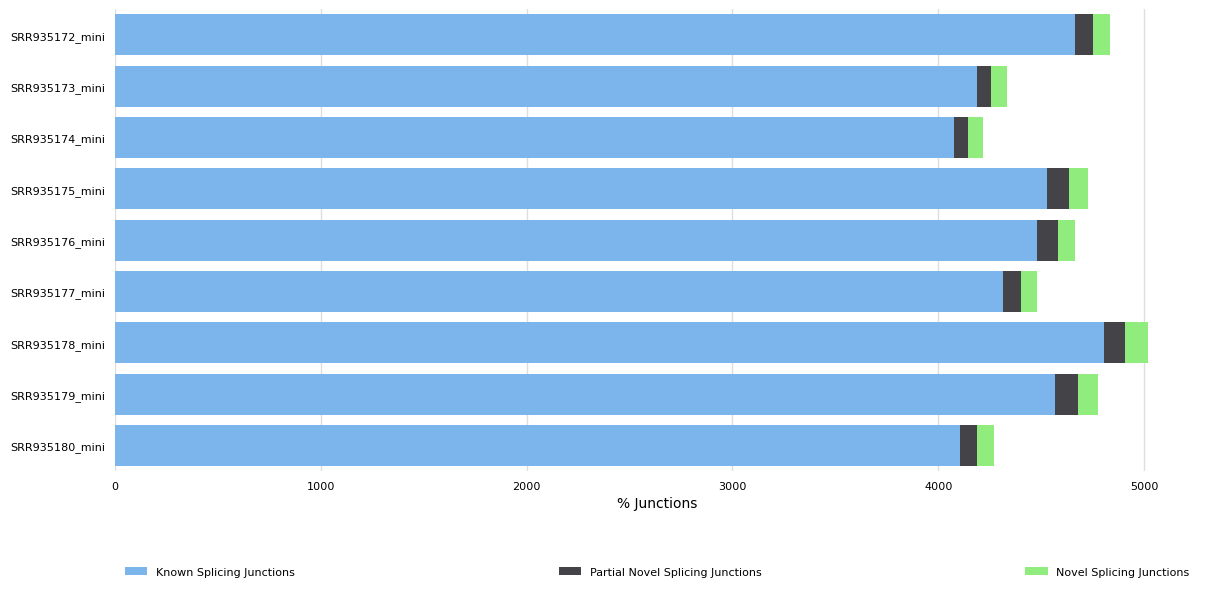 SRR935172_mini
SRR935173_mini
SRR935174_mini
SRR935175_mini
SRR935176_mini
SRR935177_mini
SRR935178_mini
SRR935179_mini
SRR935180_mini
0 1000 2000 3000 4000 5000
% Junctions
Known Splicing Junctions Partial Novel Splicing Junctions Novel Splicing Junctions